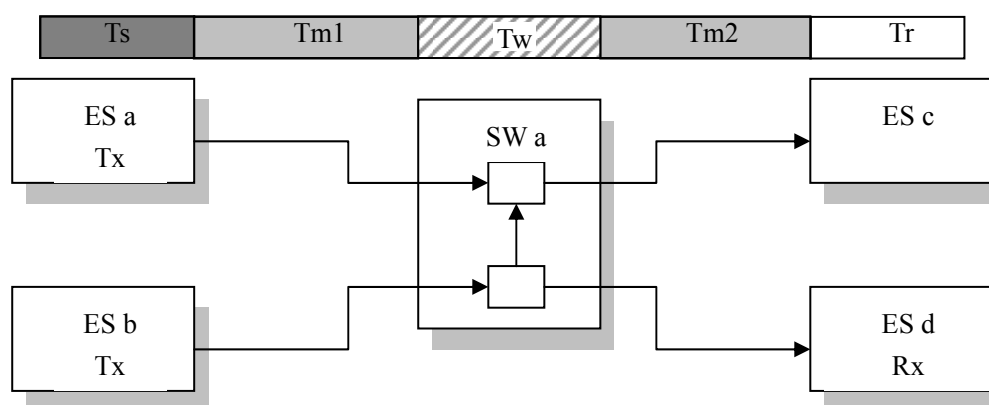 Ts Tm1 Tw Tm2 Tr
ES a
Tx
SW a
ES c
ES b
Tx
ES d
Rx